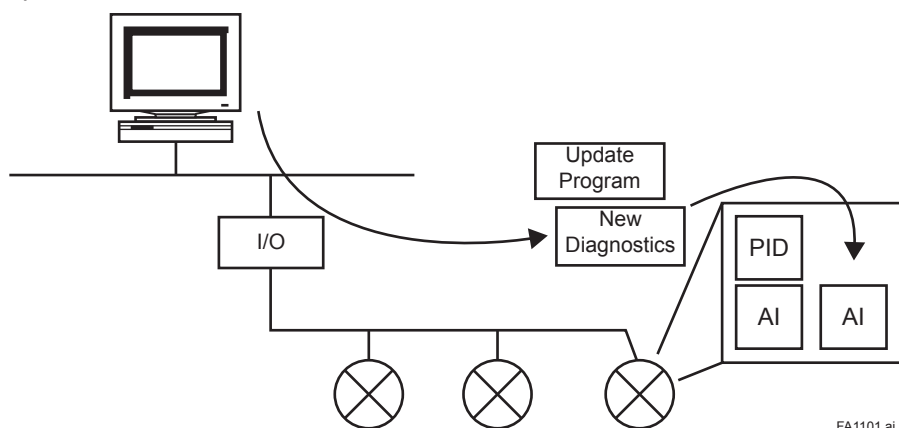 Update
Program
New
Diagnostics
I/O
PID
AI
AI
FA1101.ai